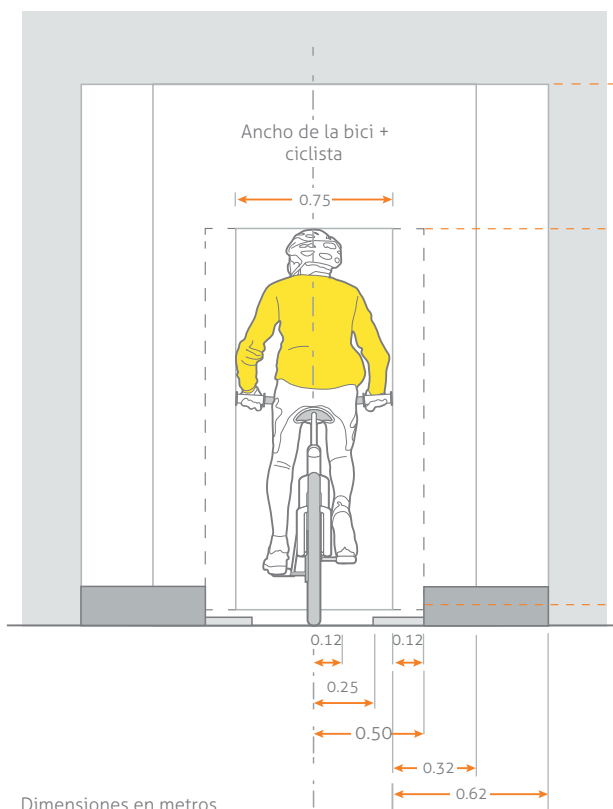 Ancho de la bici +
ciclista
0.75
0.12
0.12
0.25
0.50
0.32
0.62
Dimensiones en metros